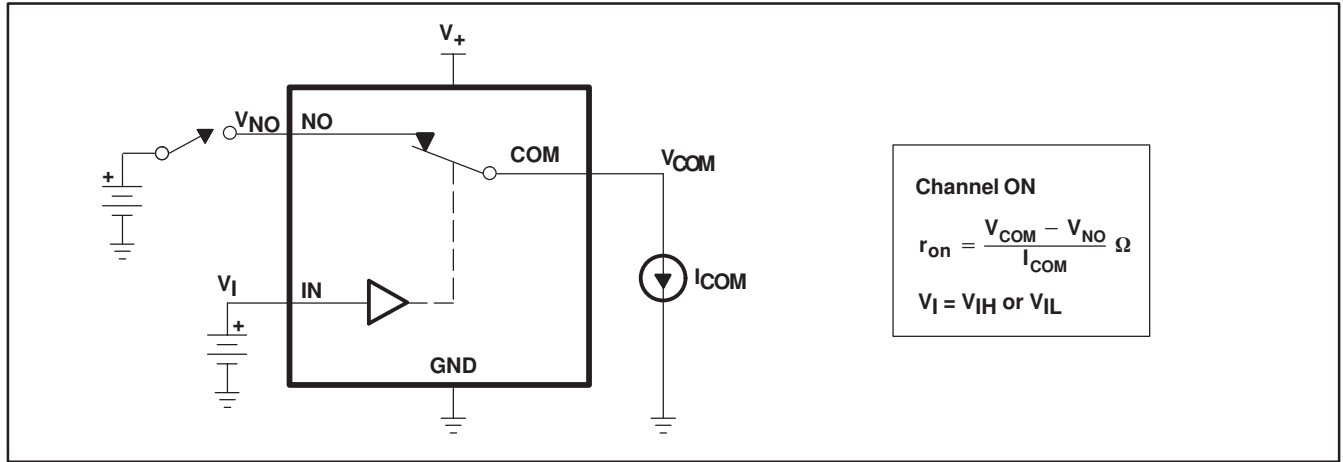 V+
VNO NO
COM VCOM
+
VI IN
+
ICOM
GND
Channel ON
ron = VCOM − VNO / ICOM Ω
VI = VIH or VIL